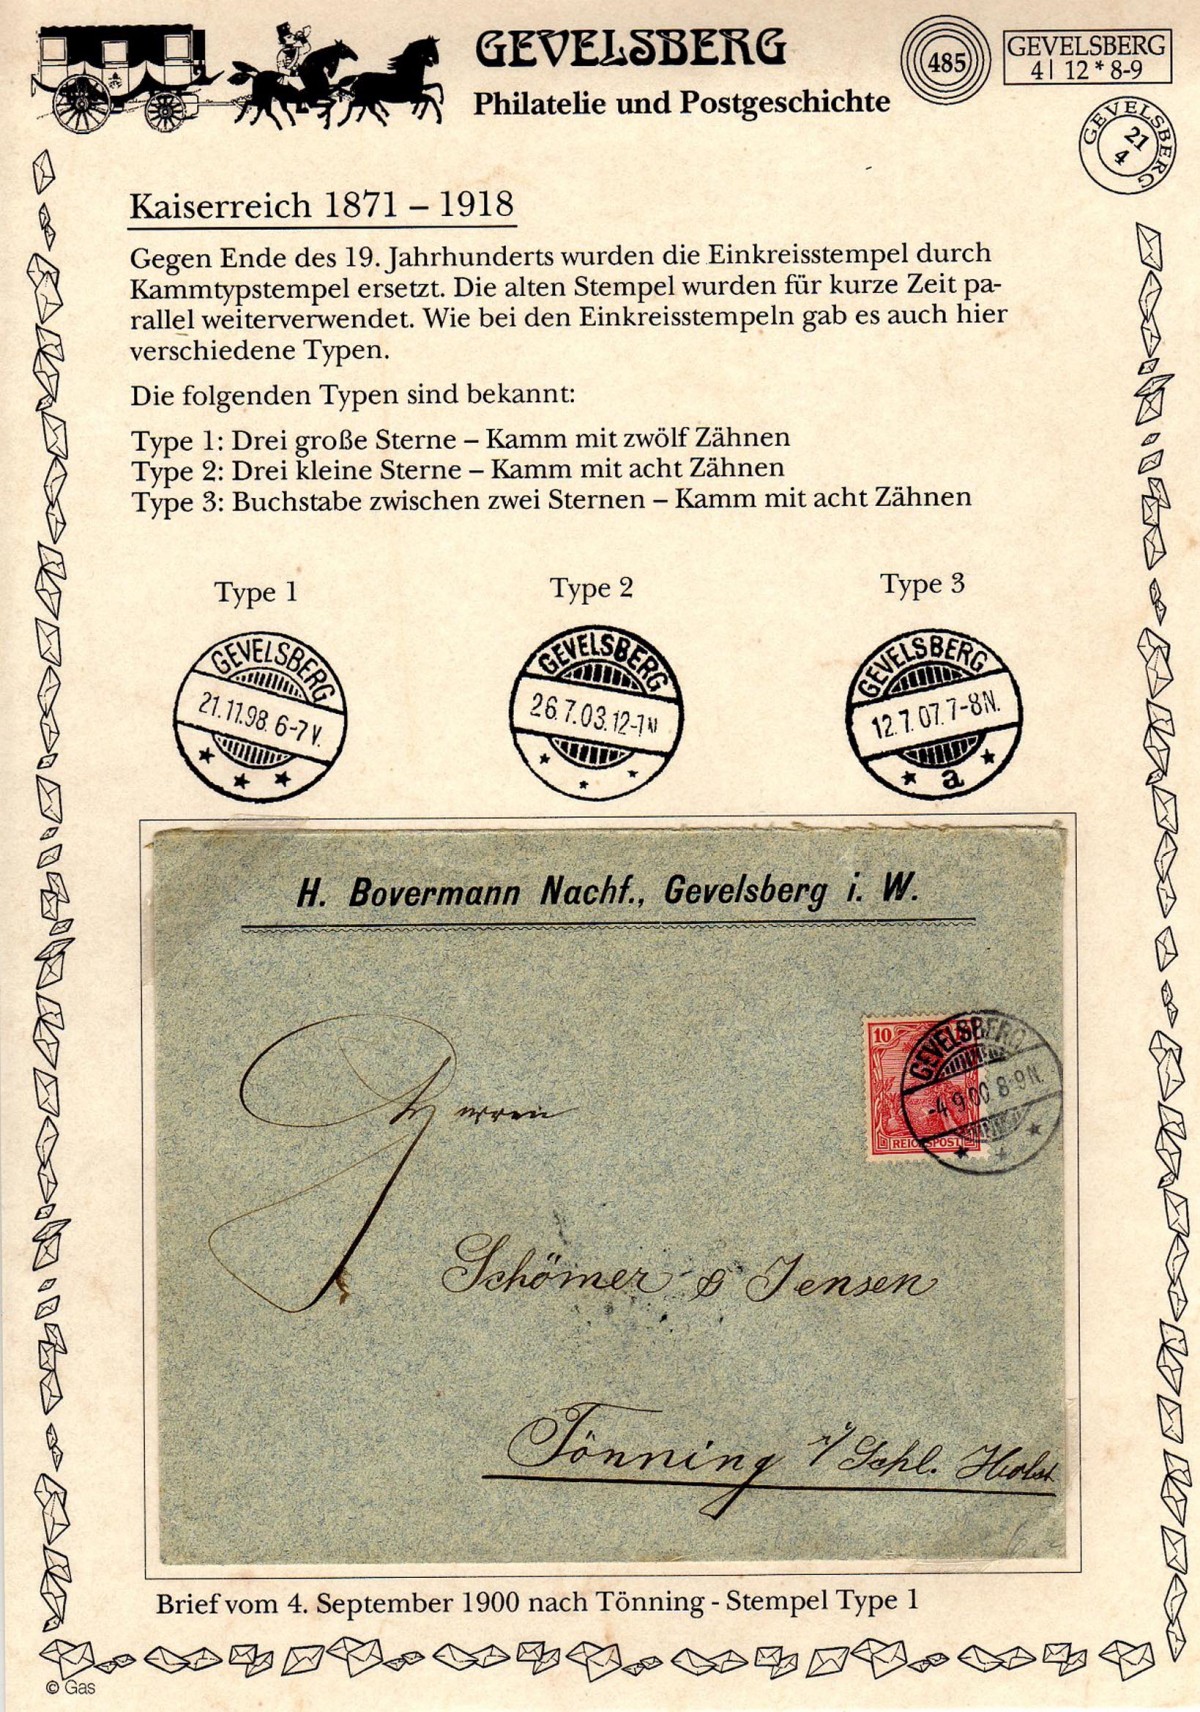 GEVELSBERG
Philatelie und Postgeschichte
485
GEVELSBERG
4| 12 * 8-9
GEVELSBERG
21
4
Kaiserreich 1871 – 1918
Gegen Ende des 19. Jahrhunderts wurden die Einkreisstempel durch
Kammtypstempel ersetzt. Die alten Stempel wurden für kurze Zeit pa-
rallel weiterverwendet. Wie bei den Einkreisstempeln gab es auch hier
verschiedene Typen.
Die folgenden Typen sind bekannt:
Type 1: Drei große Sterne – Kamm mit zwölf Zähnen
Type 2: Drei kleine Sterne – Kamm mit acht Zähnen
Type 3: Buchstabe zwischen zwei Sternen – Kamm mit acht Zähnen
Type 1
Type 2
Type 3
GEVELSBERG
21.11.98. 6-7 V.
* * *
GEVELSBERG
26.7.03. 12-1 N
* * *
GEVELSBERG
12.7.07. 7-8 N.
* a *
H. Bovermann Nachf., Gevelsberg i. W.
10
REICHSPOST
GEVELSBERG
-4.9.00 8-9 N.
* * *
Herren
Schömer & Jensen
Tönning i/ Schl. Holst
Brief vom 4. September 1900 nach Tönning - Stempel Type 1
© Gas